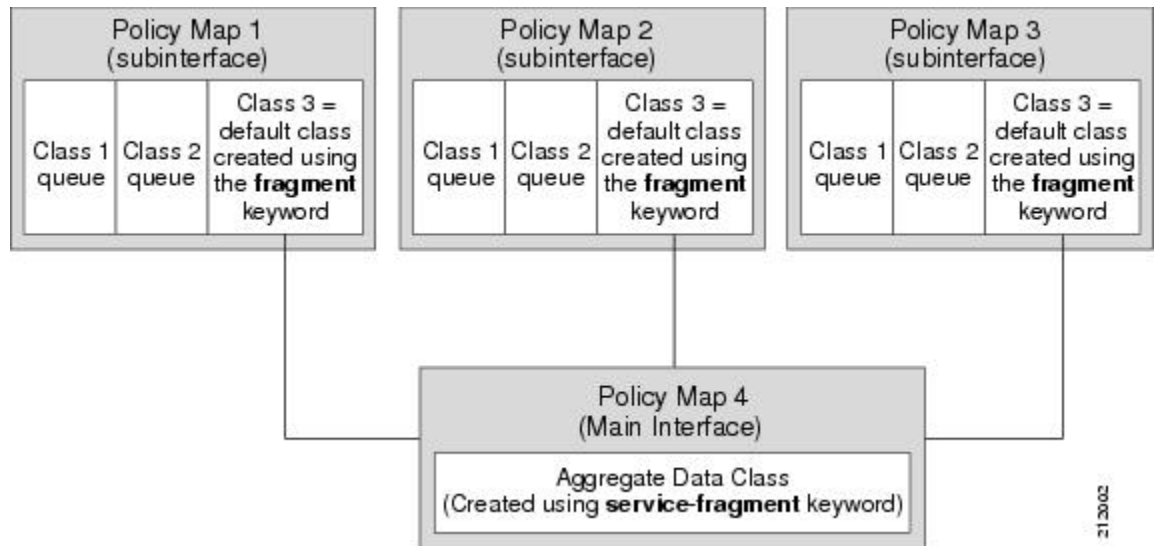 Policy Map 1
(subinterface)
Class 1
queue
Class 2
queue
Class 3 =
default class
created using
the fragment
keyword
Policy Map 2
(subinterface)
Class 1
queue
Class 2
queue
Class 3 =
default class
created using
the fragment
keyword
Policy Map 3
(subinterface)
Class 1
queue
Class 2
queue
Class 3 =
default class
created using
the fragment
keyword
Policy Map 4
(Main Interface)
Aggregate Data Class
(Created using service-fragment keyword)
212002